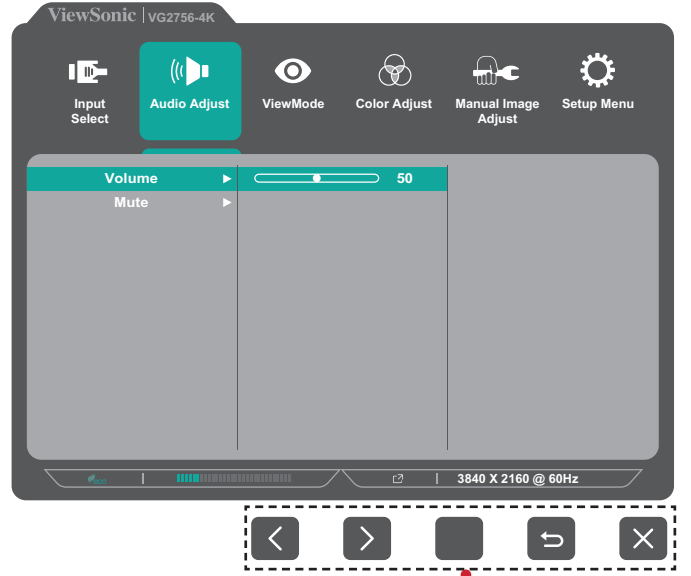 ViewSonic | VG2756-4K
Input
Select
Audio Adjust
ViewMode
Color Adjust
Manual Image
Adjust
Setup Menu
Volume
50
Mute
eco
3840 X 2160 @ 60Hz